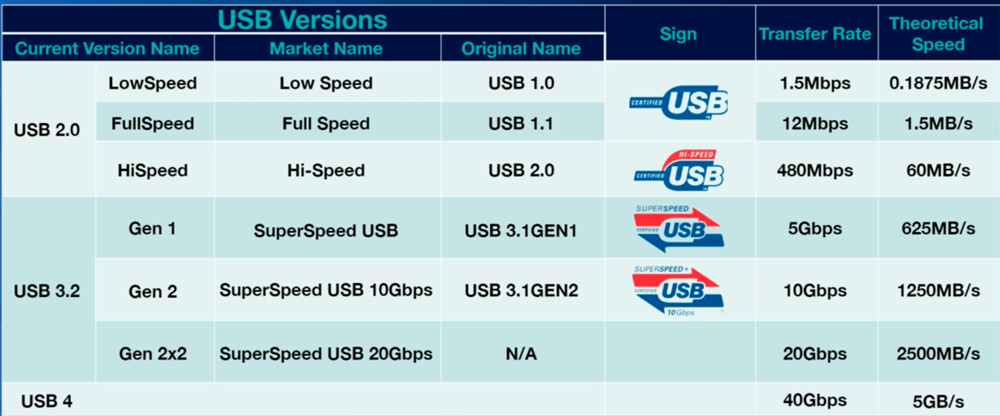 USB Versions
Sign
Transfer Rate
Theoretical
Speed
Current Version Name
Market Name
Original Name
USB 2.0
LowSpeed
Low Speed
USB 1.0
CERTIFIED USB™
1.5Mbps
0.1875MB/s
FullSpeed
Full Speed
USB 1.1
12Mbps
1.5MB/s
HiSpeed
Hi-Speed
USB 2.0
HI-SPEED
CERTIFIED USB™
480Mbps
60MB/s
USB 3.2
Gen 1
SuperSpeed USB
USB 3.1GEN1
SUPERSPEED
CERTIFIED USB
5Gbps
625MB/s
Gen 2
SuperSpeed USB 10Gbps
USB 3.1GEN2
SUPERSPEED+
CERTIFIED USB
10Gbps
10Gbps
1250MB/s
Gen 2x2
SuperSpeed USB 20Gbps
N/A
20Gbps
2500MB/s
USB 4
40Gbps
5GB/s